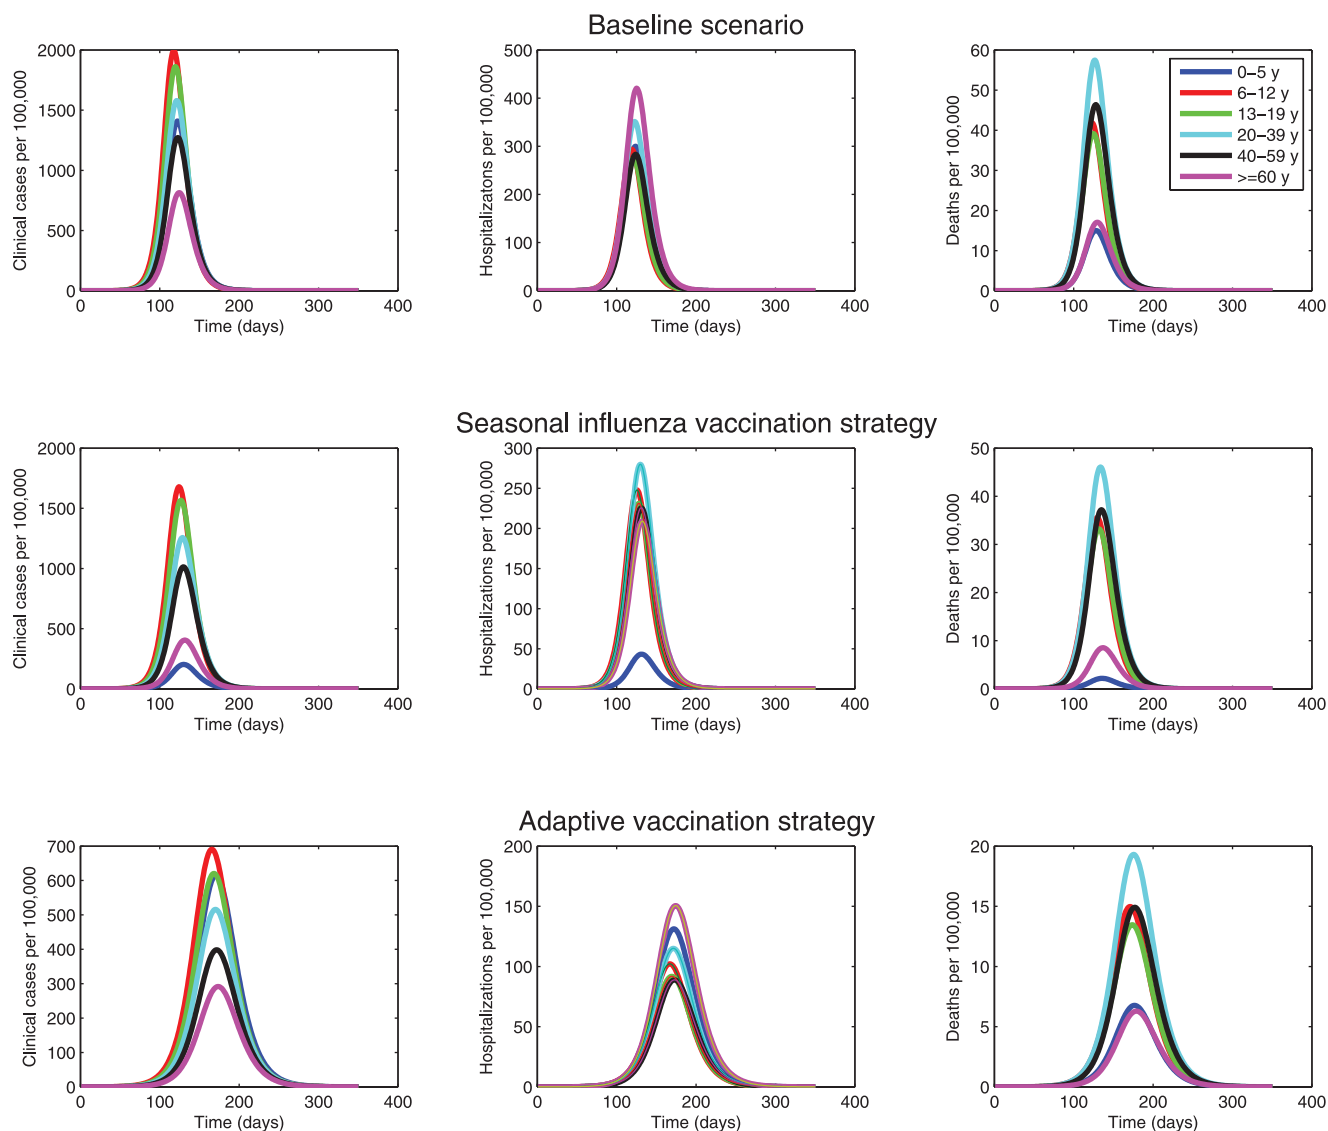 Baseline scenario
Clinical cases per 100,000
2000
1500
1000
500
0
0 100 200 300 400
Time (days)
Hospitalizatons per 100,000
500
400
300
200
100
0
0 100 200 300 400
Time (days)
Deaths per 100,000
60
50
40
30
20
10
0
0 100 200 300 400
Time (days)
0–5 y
6–12 y
13–19 y
20–39 y
40–59 y
>=60 y
Seasonal influenza vaccination strategy
Clinical cases per 100,000
2000
1500
1000
500
0
0 100 200 300 400
Time (days)
Hospitalizations per 100,000
300
250
200
150
100
50
0
0 100 200 300 400
Time (days)
Deaths per 100,000
50
40
30
20
10
0
0 100 200 300 400
Time (days)
Adaptive vaccination strategy
Clinical cases per 100,000
700
600
500
400
300
200
100
0
0 100 200 300 400
Time (days)
Hospitalizations per 100,000
200
150
100
50
0
0 100 200 300 400
Time (days)
Deaths per 100,000
20
15
10
5
0
0 100 200 300 400
Time (days)